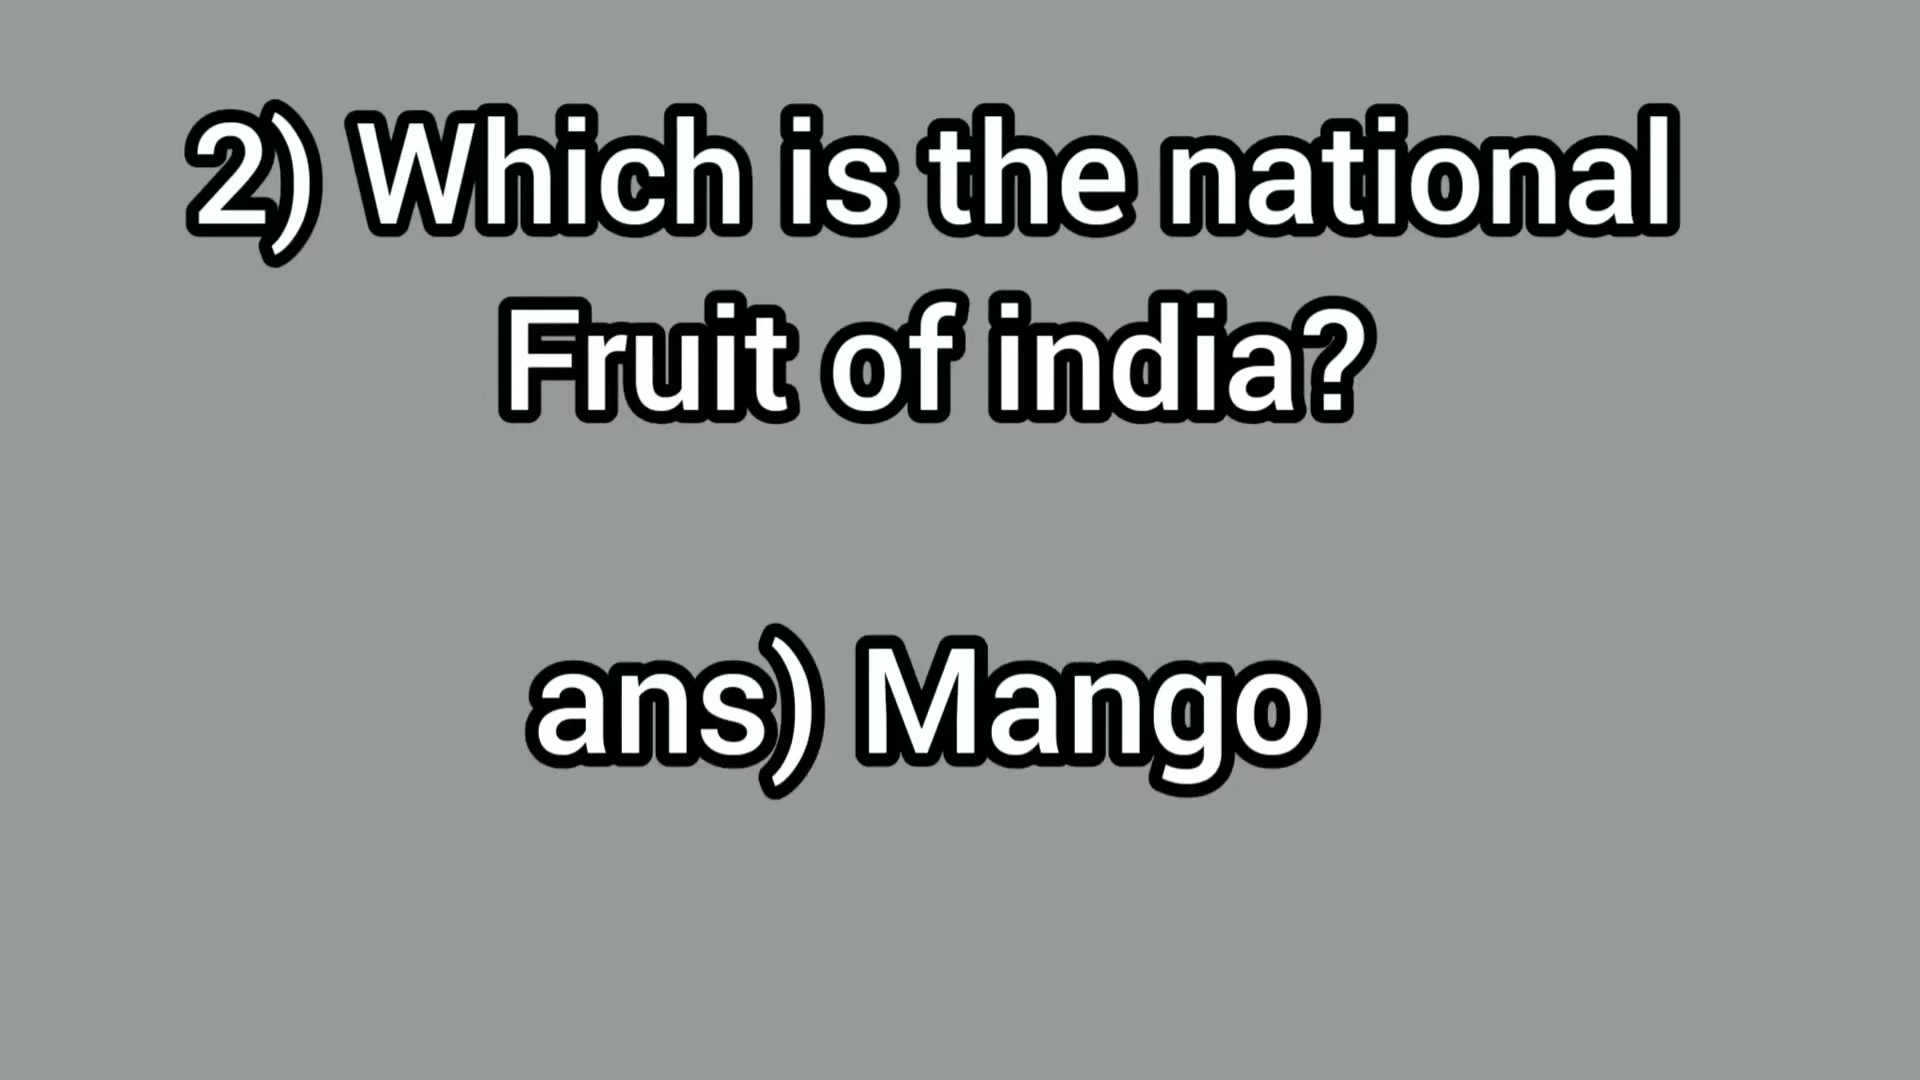 2) Which is the national
Fruit of india?
ans) Mango